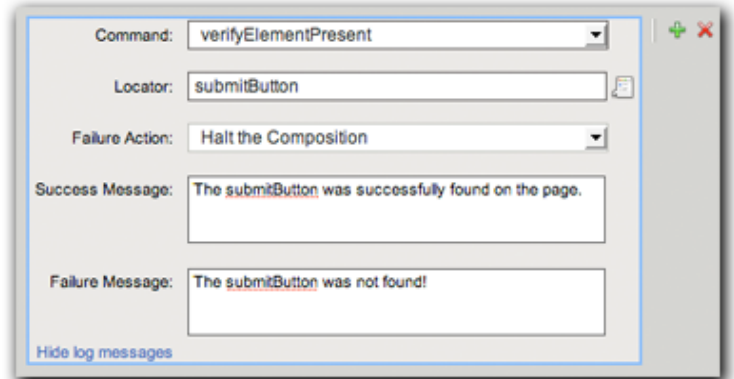 Command: verifyElementPresent
Locator: submitButton
Failure Action: Halt the Composition
Success Message: The submitButton was successfully found on the page.
Failure Message: The submitButton was not found!
Hide log messages